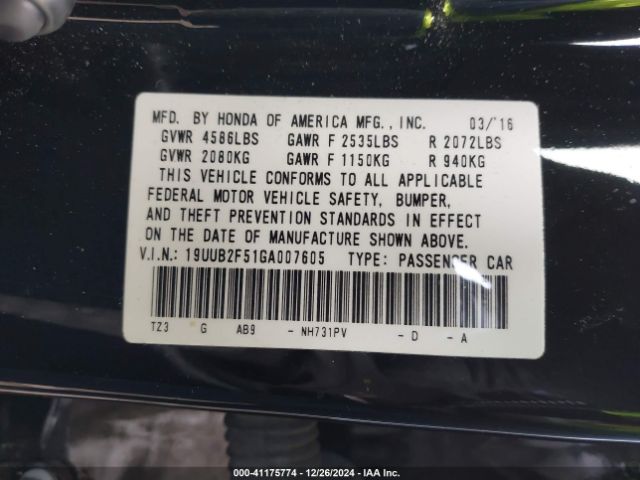 MFD. BY HONDA OF AMERICA MFG., INC. 03/'16
GVWR 4586LBS GAWR F 2535LBS R 2072LBS
GVWR 2080KG GAWR F 1150KG R 940KG
THIS VEHICLE CONFORMS TO ALL APPLICABLE
FEDERAL MOTOR VEHICLE SAFETY, BUMPER,
AND THEFT PREVENTION STANDARDS IN EFFECT
ON THE DATE OF MANUFACTURE SHOWN ABOVE.
V.I.N.: 19UUB2F51GA007605 TYPE: PASSENGER CAR
TZ3 G AB9 - NH731PV - D - A
000-41175774 - 12/26/2024 - IAA Inc.